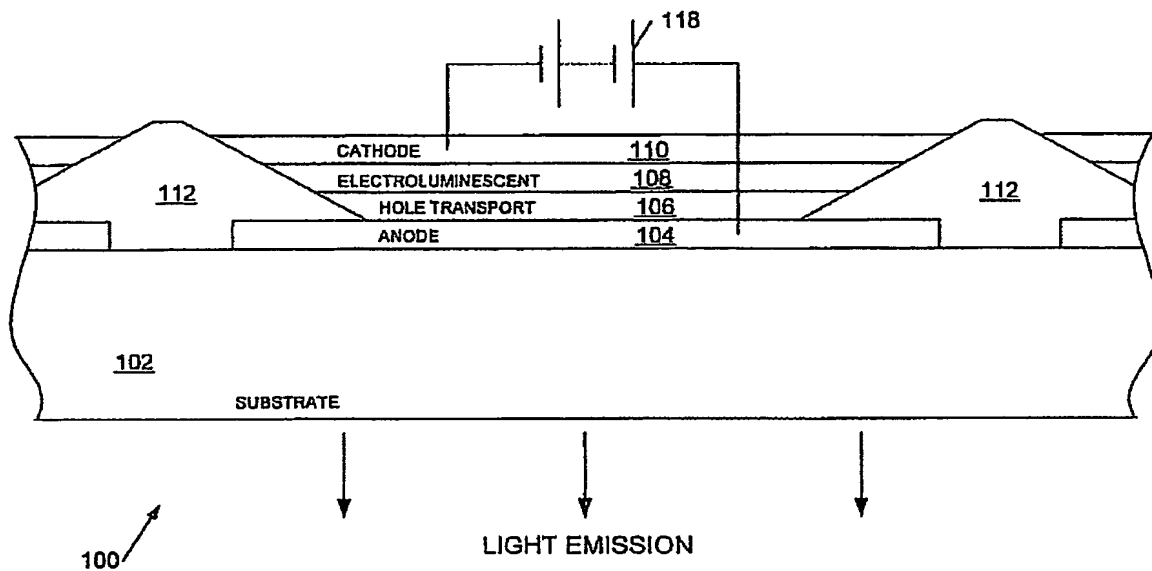 118
CATHODE 110
ELECTROLUMINESCENT 108
112 HOLE TRANSPORT 106 112
ANODE 104
102
SUBSTRATE
100
LIGHT EMISSION